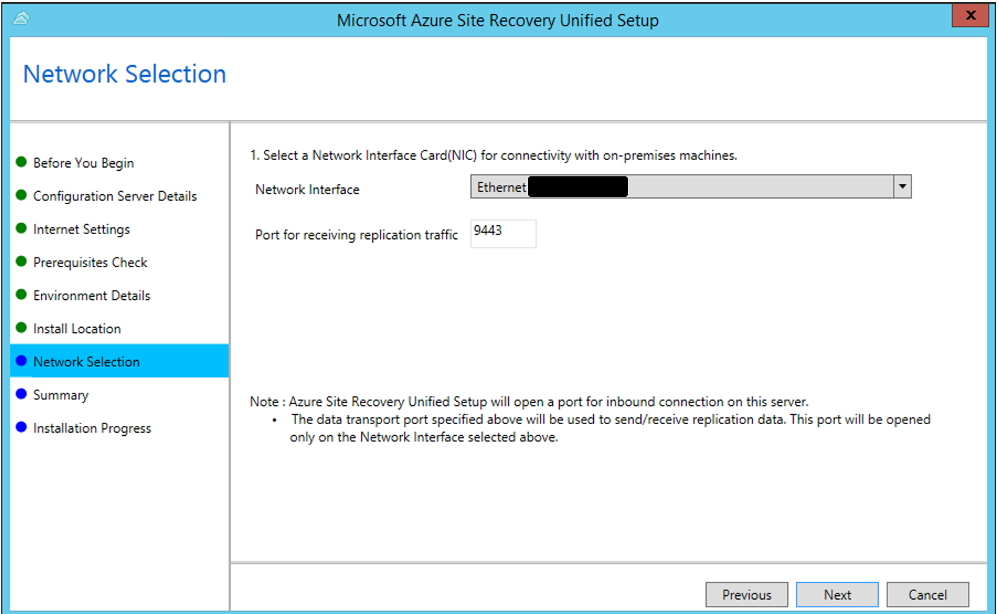 Microsoft Azure Site Recovery Unified Setup
X
Network Selection
Before You Begin
Configuration Server Details
Internet Settings
Prerequisites Check
Environment Details
Install Location
Network Selection
Summary
Installation Progress
1. Select a Network Interface Card(NIC) for connectivity with on-premises machines.
Network Interface
Ethernet
Port for receiving replication traffic
9443
Note : Azure Site Recovery Unified Setup will open a port for inbound connection on this server.
• The data transport port specified above will be used to send/receive replication data. This port will be opened
only on the Network Interface selected above.
Previous
Next
Cancel